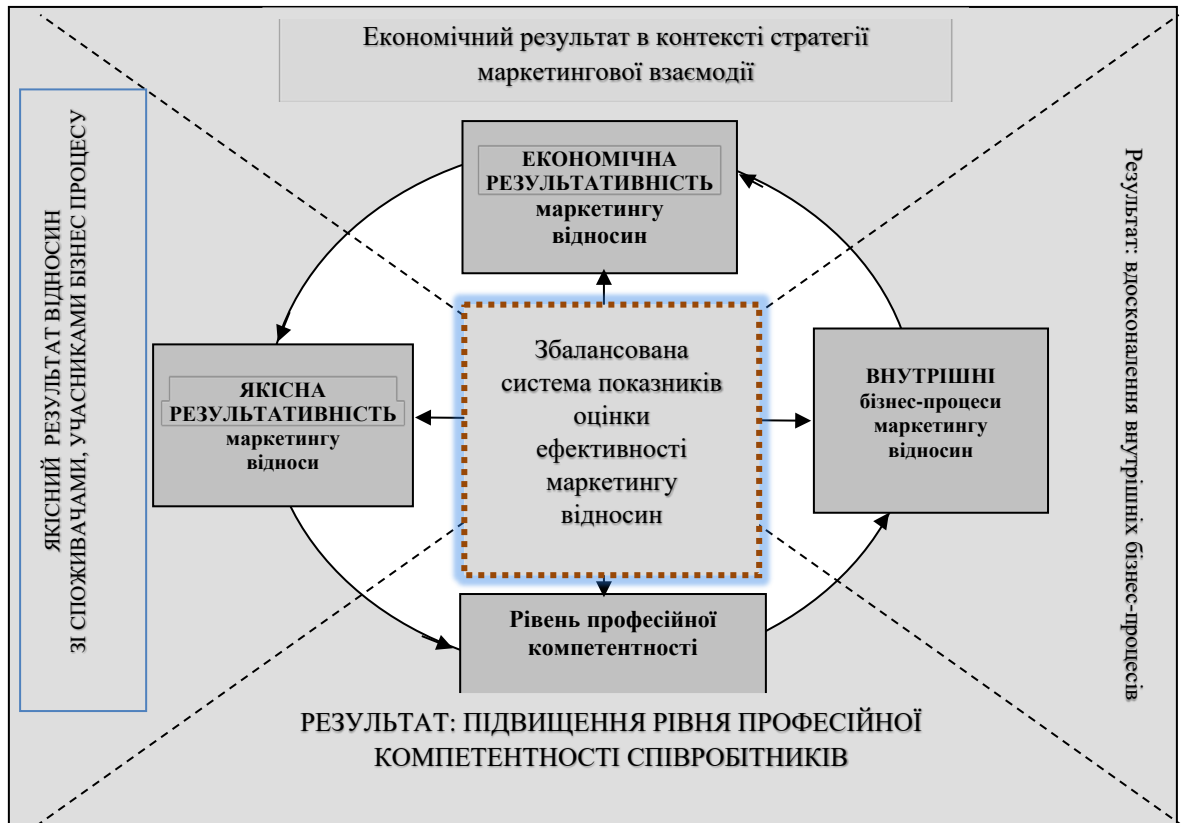 Економічний результат в контексті стратегії
маркетингової взаємодії
ЯКІСНИЙ РЕЗУЛЬТАТ ВІДНОСИН
ЗІ СПОЖИВАЧАМИ, УЧАСНИКАМИ БІЗНЕС ПРОЦЕСУ
ЕКОНОМІЧНА
РЕЗУЛЬТАТИВНІСТЬ
маркетингу
відносин
ЯКІСНА
РЕЗУЛЬТАТИВНІСТЬ
маркетингу
відноси
Збалансована
система показників
оцінки
ефективності
маркетингу
відносин
ВНУТРІШНІ
бізнес-процеси
маркетингу
відносин
Результат: вдосконалення внутрішніх бізнес-процесів
Рівень професійної
компетентності
РЕЗУЛЬТАТ: ПІДВИЩЕННЯ РІВНЯ ПРОФЕСІЙНОЇ
КОМПЕТЕНТНОСТІ СПІВРОБІТНИКІВ